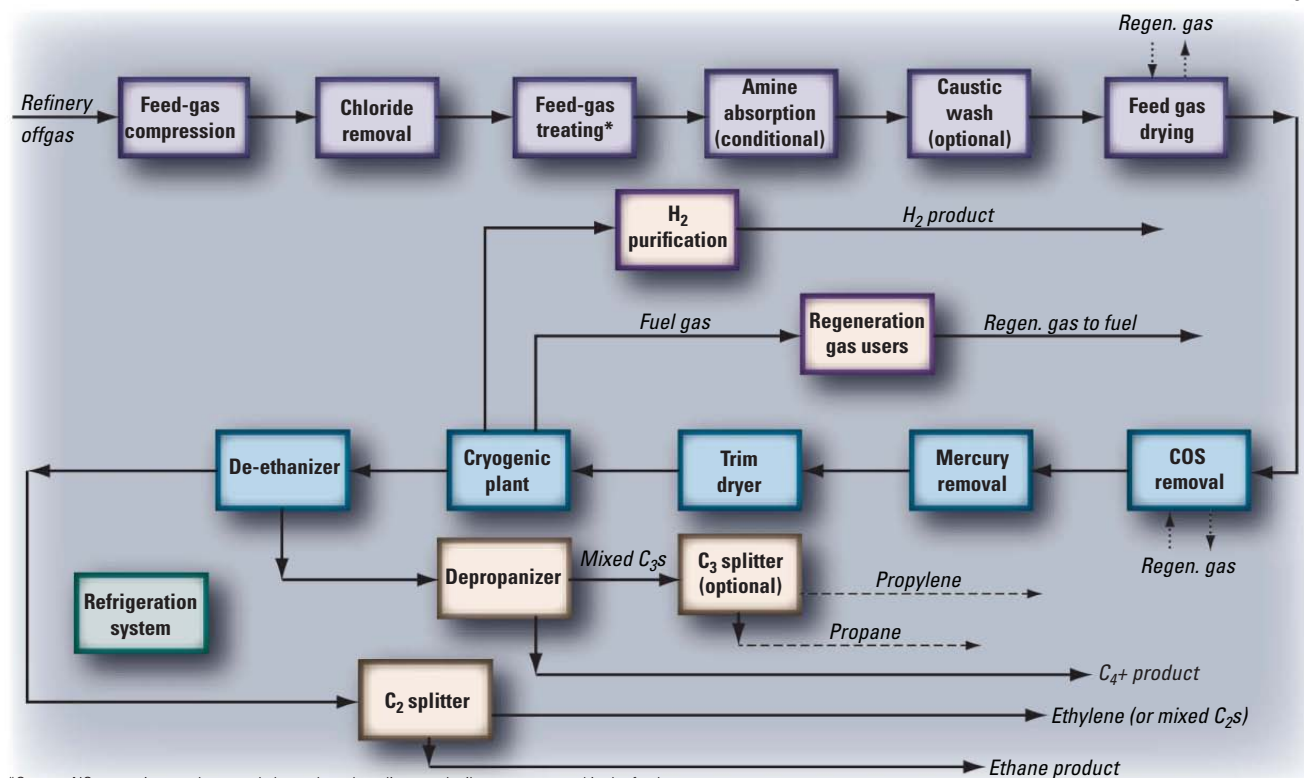 Regen. gas
Refinery
offgas
Feed-gas
compression
Chloride
removal
Feed-gas
treating*
Amine
absorption
(conditional)
Caustic
wash
(optional)
Feed gas
drying
H₂
purification
H₂ product
Fuel gas
Regeneration
gas users
Regen. gas to fuel
De-ethanizer
Cryogenic
plant
Trim
dryer
Mercury
removal
COS
removal
Regen. gas
Depropanizer
Mixed C₃s
C₃ splitter
(optional)
Propylene
Propane
Refrigeration
system
C₄+ product
C₂ splitter
Ethylene (or mixed C₂s)
Ethane product